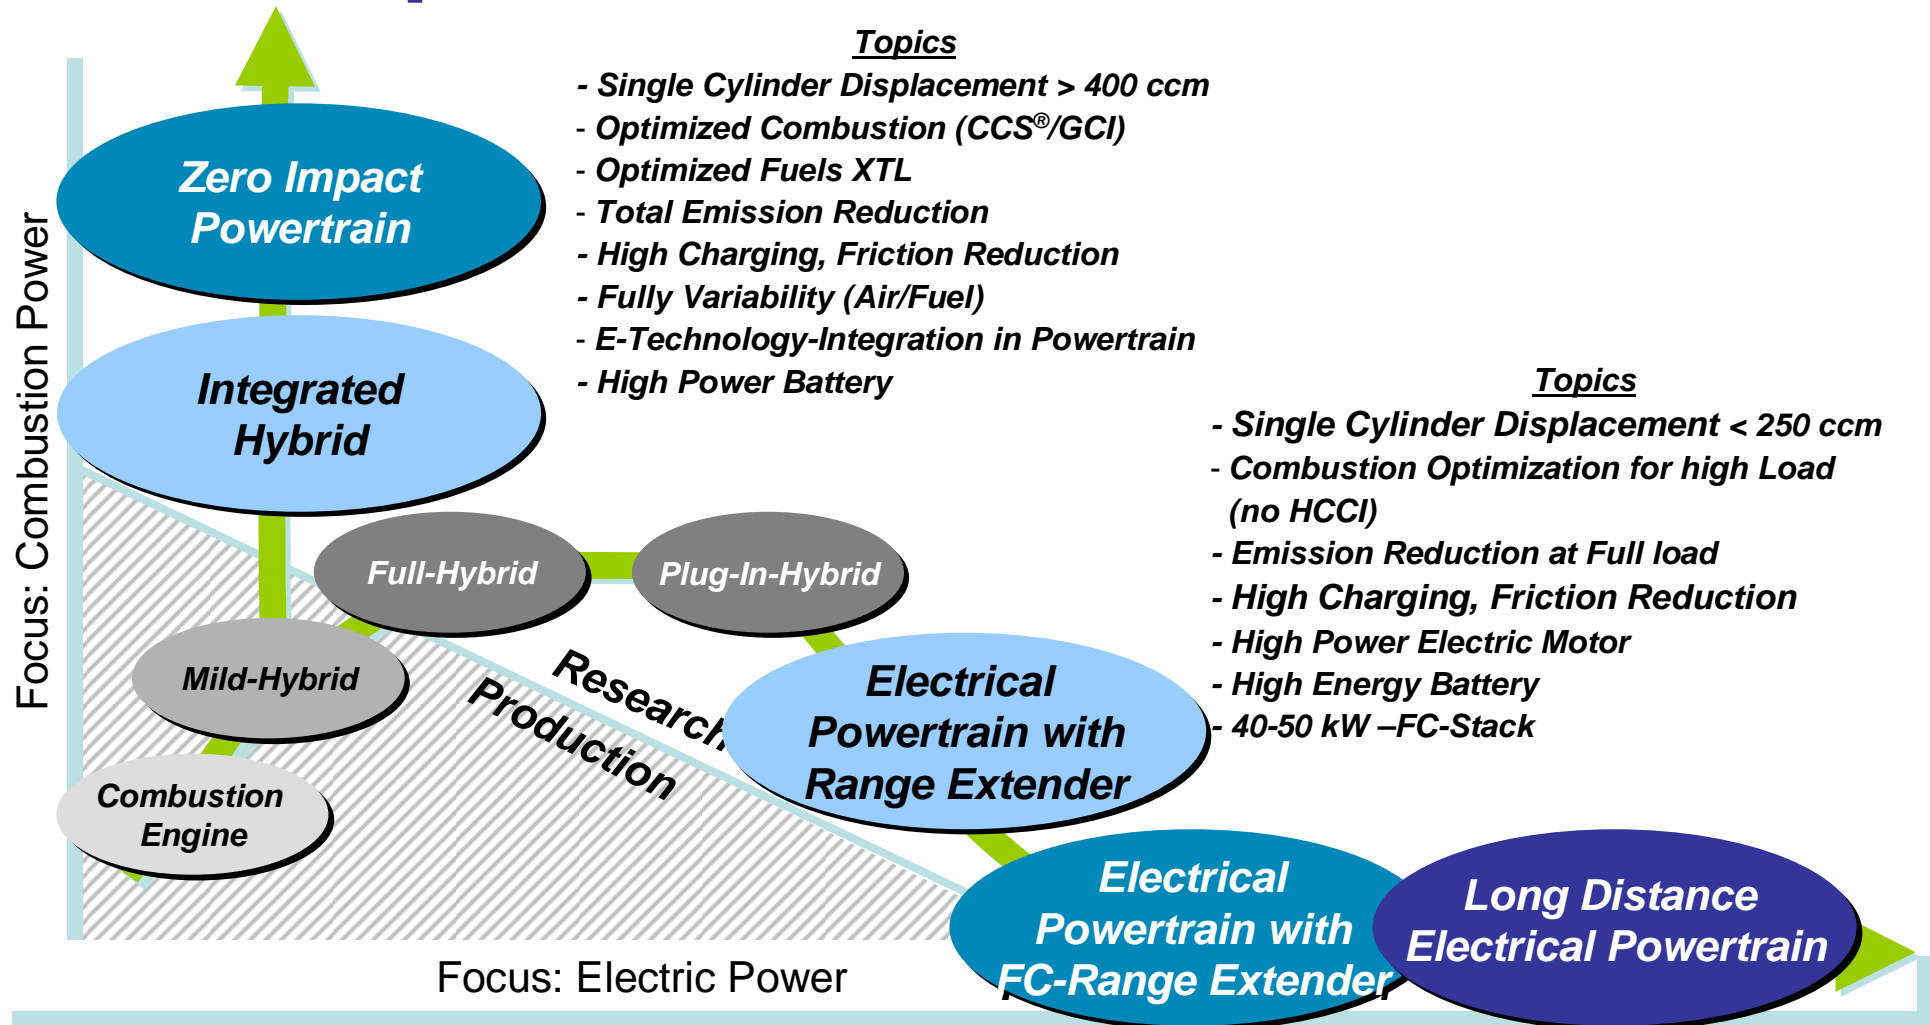 Topics
- Single Cylinder Displacement > 400 ccm
- Optimized Combustion (CCS®/GCI)
- Optimized Fuels XTL
- Total Emission Reduction
- High Charging, Friction Reduction
- Fully Variability (Air/Fuel)
- E-Technology-Integration in Powertrain
- High Power Battery
Zero Impact
Powertrain
Integrated
Hybrid
Focus: Combustion Power
Topics
- Single Cylinder Displacement < 250 ccm
- Combustion Optimization for high Load
(no HCCI)
- Emission Reduction at Full load
- High Charging, Friction Reduction
- High Power Electric Motor
- High Energy Battery
- 40-50 kW –FC-Stack
Full-Hybrid
Plug-In-Hybrid
Mild-Hybrid
Research
Production
Electrical
Powertrain with
Range Extender
Combustion
Engine
Electrical
Powertrain with
FC-Range Extender
Long Distance
Electrical Powertrain
Focus: Electric Power